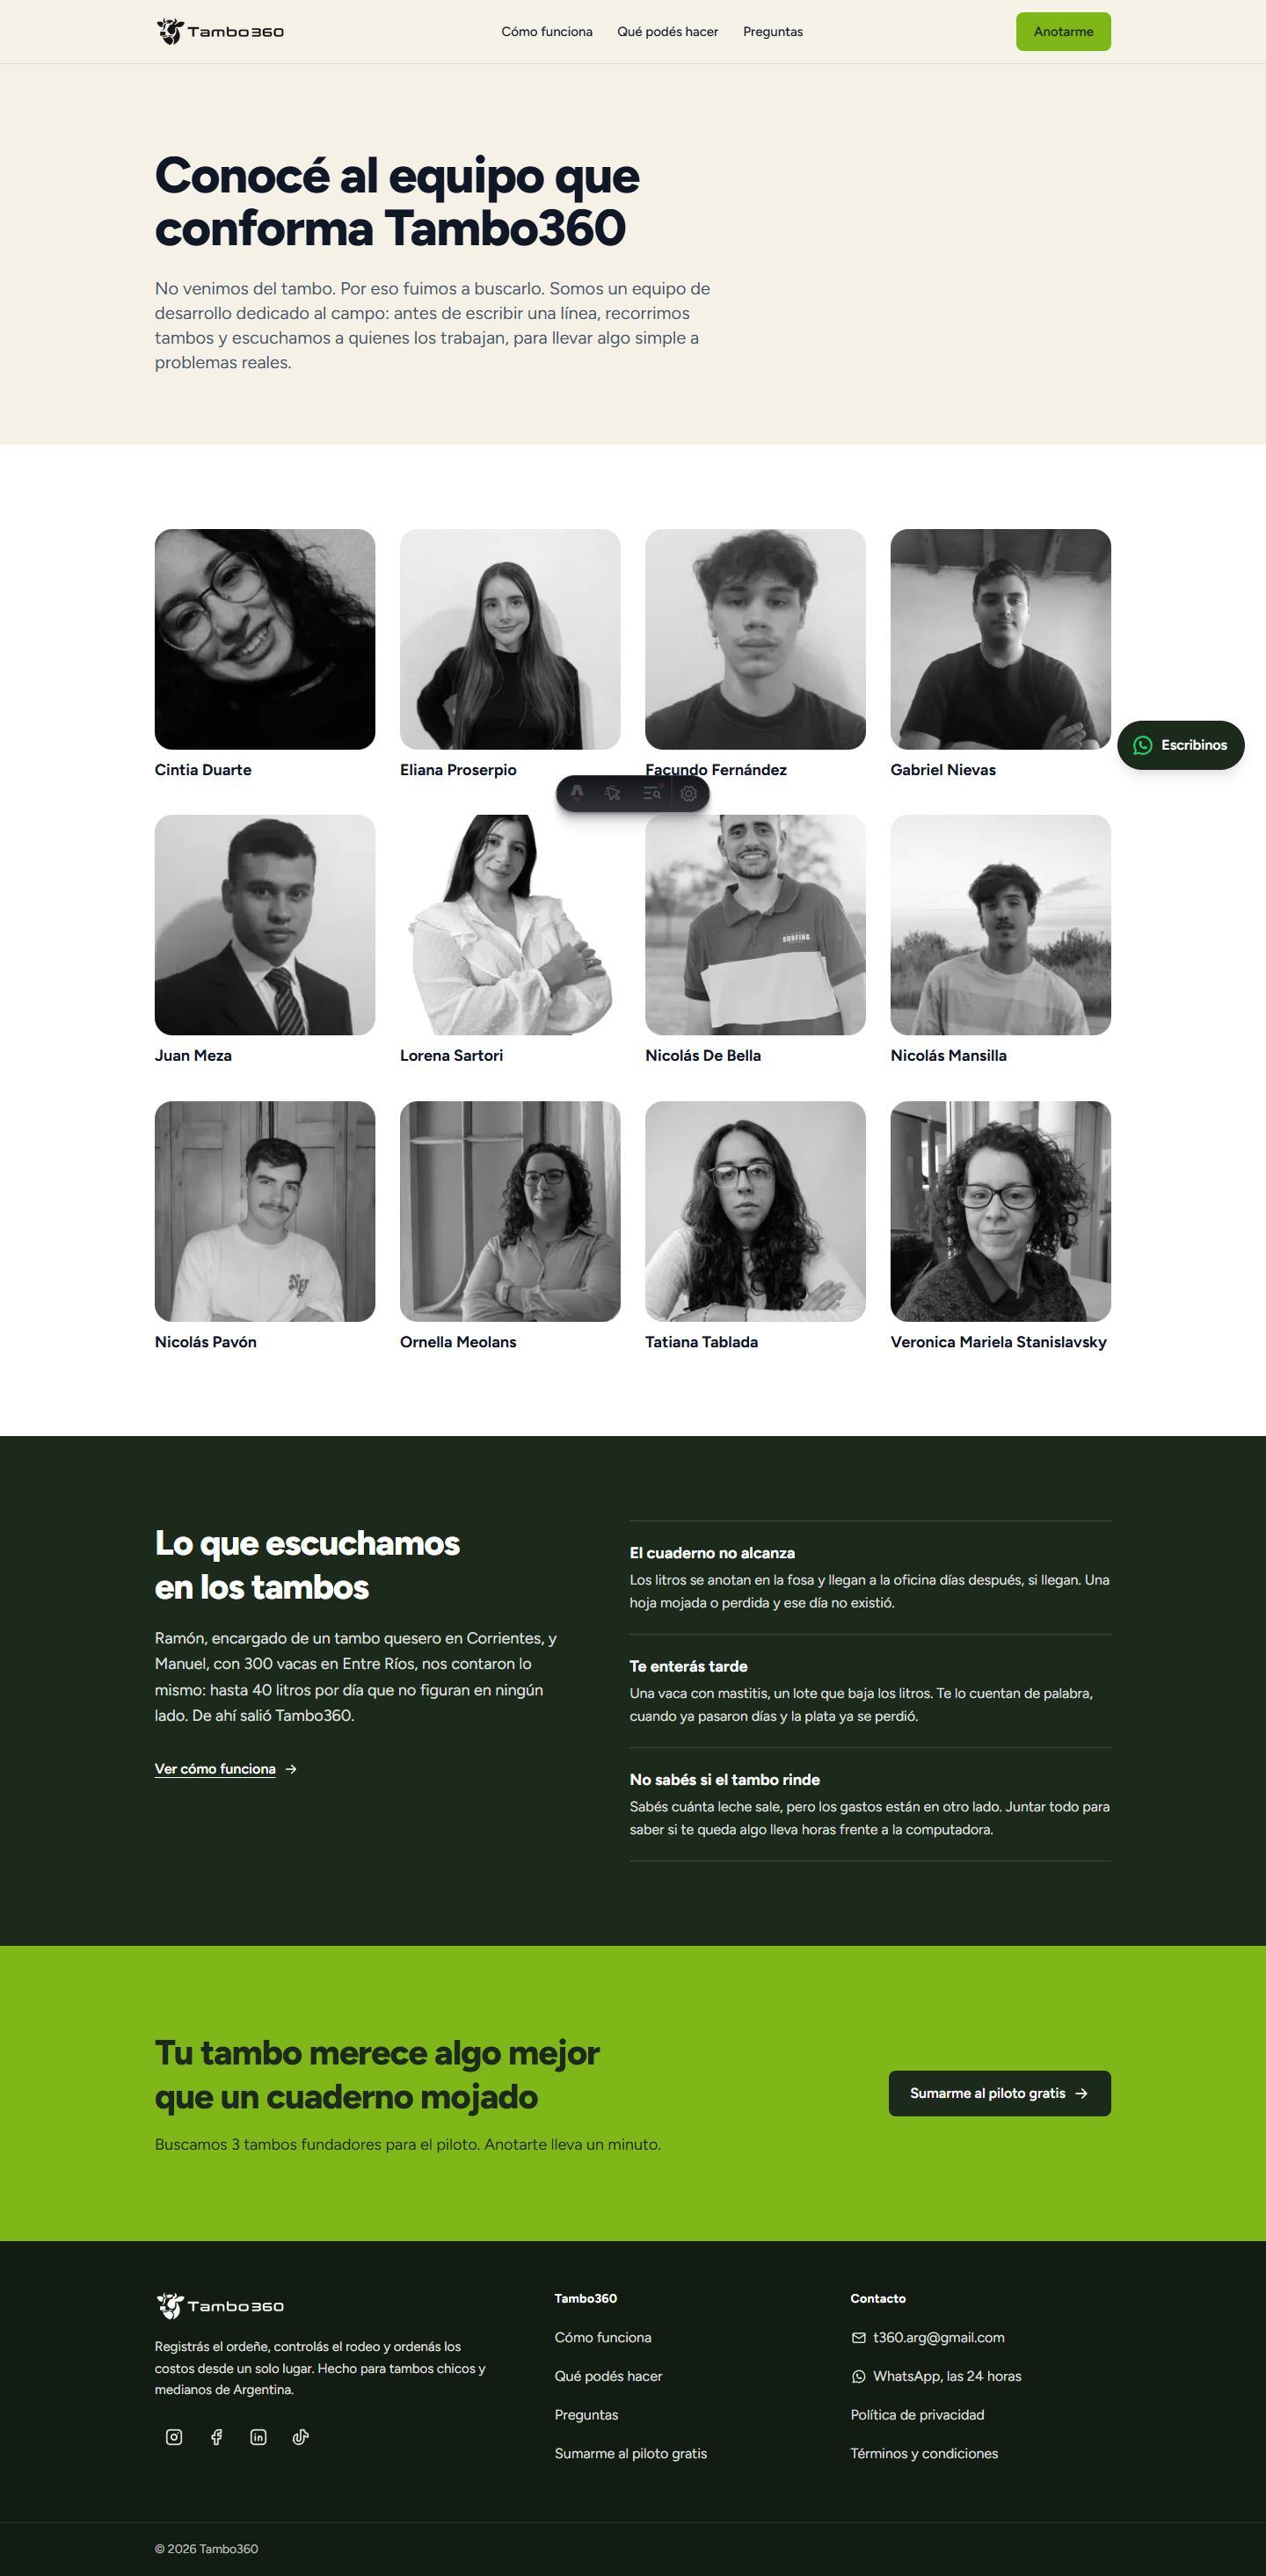 Tambo360
Cómo funciona
Qué podés hacer
Preguntas
Anotarme
Conocé al equipo que
conforma Tambo360
No venimos del tambo. Por eso fuimos a buscarlo. Somos un equipo de
desarrollo dedicado al campo: antes de escribir una línea, recorrimos
tambos y escuchamos a quienes los trabajan, para llevar algo simple a
problemas reales.
Cintia Duarte
Eliana Proserpio
Facundo Fernández
Gabriel Nievas
Escribinos
SURFING
Juan Meza
Lorena Sartori
Nicolás De Bella
Nicolás Mansilla
Nicolás Pavón
Ornella Meolans
Tatiana Tablada
Veronica Mariela Stanislavsky
Lo que escuchamos
en los tambos
Ramón, encargado de un tambo quesero en Corrientes, y
Manuel, con 300 vacas en Entre Ríos, nos contaron lo
mismo: hasta 40 litros por día que no figuran en ningún
lado. De ahí salió Tambo360.
Ver cómo funciona
El cuaderno no alcanza
Los litros se anotan en la fosa y llegan a la oficina días después, si llegan. Una
hoja mojada o perdida y ese día no existió.
Te enterás tarde
Una vaca con mastitis, un lote que baja los litros. Te lo cuentan de palabra,
cuando ya pasaron días y la plata ya se perdió.
No sabés si el tambo rinde
Sabés cuánta leche sale, pero los gastos están en otro lado. Juntar todo para
saber si te queda algo lleva horas frente a la computadora.
Tu tambo merece algo mejor
que un cuaderno mojado
Buscamos 3 tambos fundadores para el piloto. Anotarte lleva un minuto.
Sumarme al piloto gratis
Tambo360
Registrás el ordeñe, controlás el rodeo y ordenás los
costos desde un solo lugar. Hecho para tambos chicos y
medianos de Argentina.
Tambo360
Cómo funciona
Qué podés hacer
Preguntas
Sumarme al piloto gratis
Contacto
t360.arg@gmail.com
WhatsApp, las 24 horas
Política de privacidad
Términos y condiciones
© 2026 Tambo360